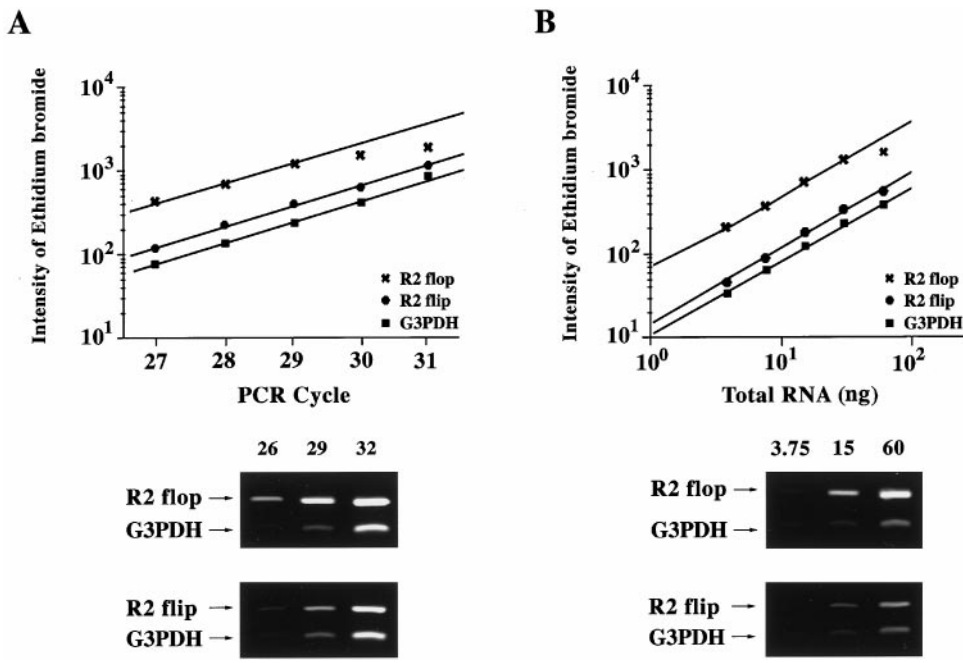 A
Intensity of Ethidium bromide
10^4
10^3
10^2
10^1
R2 flop
R2 flip
G3PDH
27 28 29 30 31
PCR Cycle
26 29 32
R2 flop
G3PDH
R2 flip
G3PDH
B
Intensity of Ethidium bromide
10^4
10^3
10^2
10^1
R2 flop
R2 flip
G3PDH
10^0 10^1 10^2
Total RNA (ng)
3.75 15 60
R2 flop
G3PDH
R2 flip
G3PDH